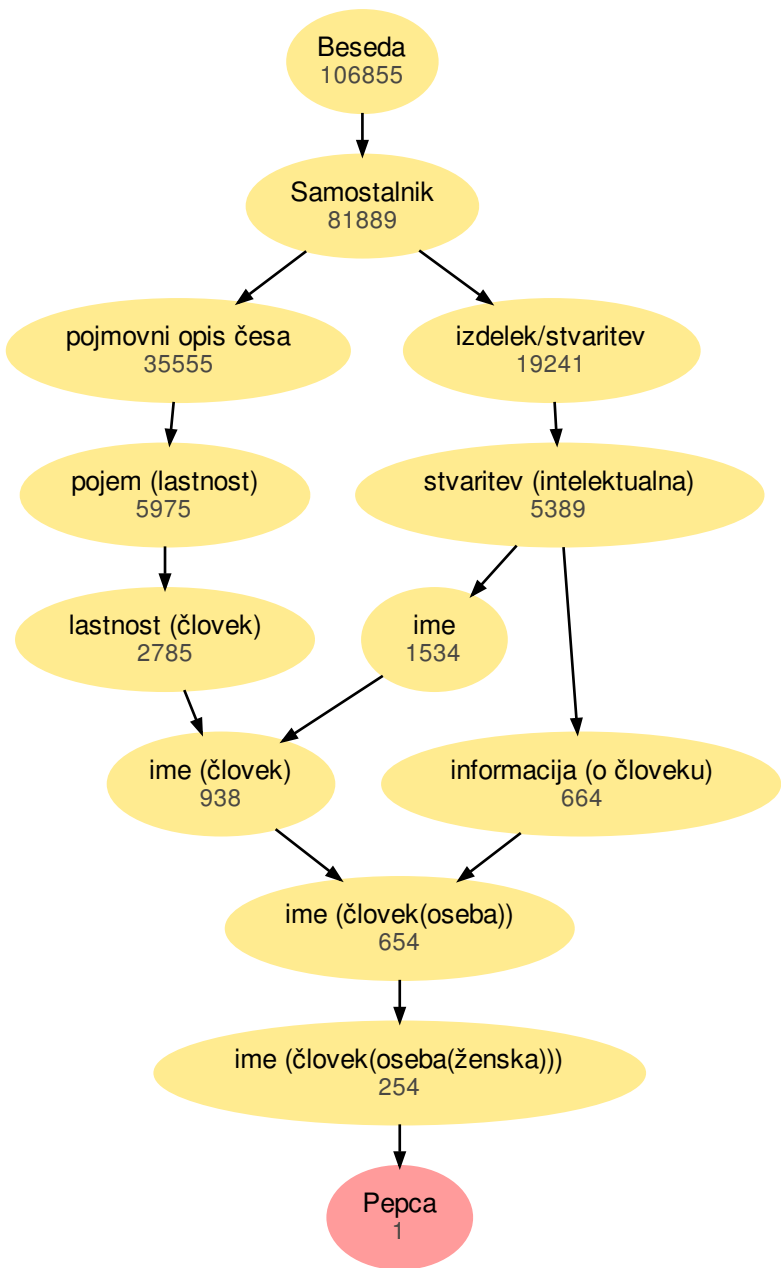 Beseda
106855
Samostalnik
81889
pojmovni opis česa
35555
izdelek/stvaritev
19241
pojem (lastnost)
5975
stvaritev (intelektualna)
5389
lastnost (človek)
2785
ime
1534
ime (človek)
938
informacija (o človeku)
664
ime (človek(oseba))
654
ime (človek(oseba(ženska)))
254
Pepca
1